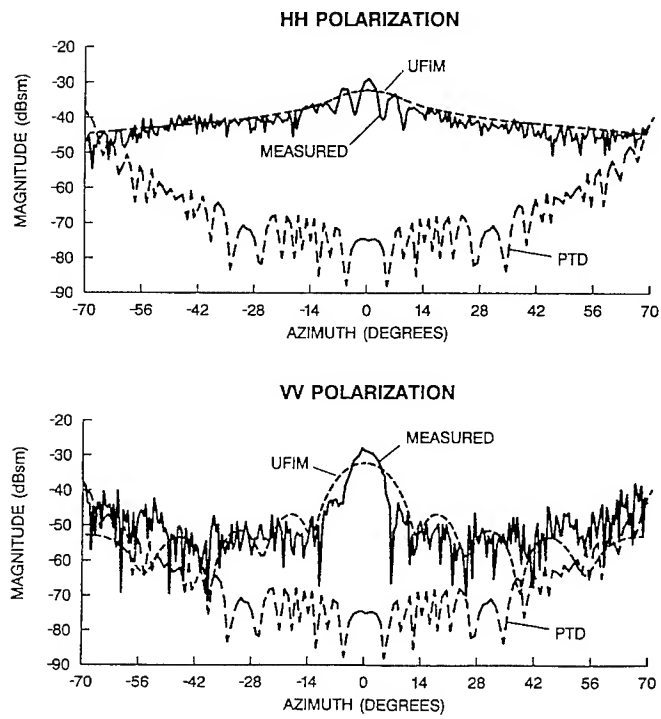 HH POLARIZATION
-20
-30
-40
-50
-60
-70
-80
-90
MAGNITUDE (dBsm)
UFIM
MEASURED
PTD
-70 -56 -42 -28 -14 0 14 28 42 56 70
AZIMUTH (DEGREES)
VV POLARIZATION
-20
-30
-40
-50
-60
-70
-80
-90
MAGNITUDE (dBsm)
MEASURED
UFIM
PTD
-70 -56 -42 -28 -14 0 14 28 42 56 70
AZIMUTH (DEGREES)